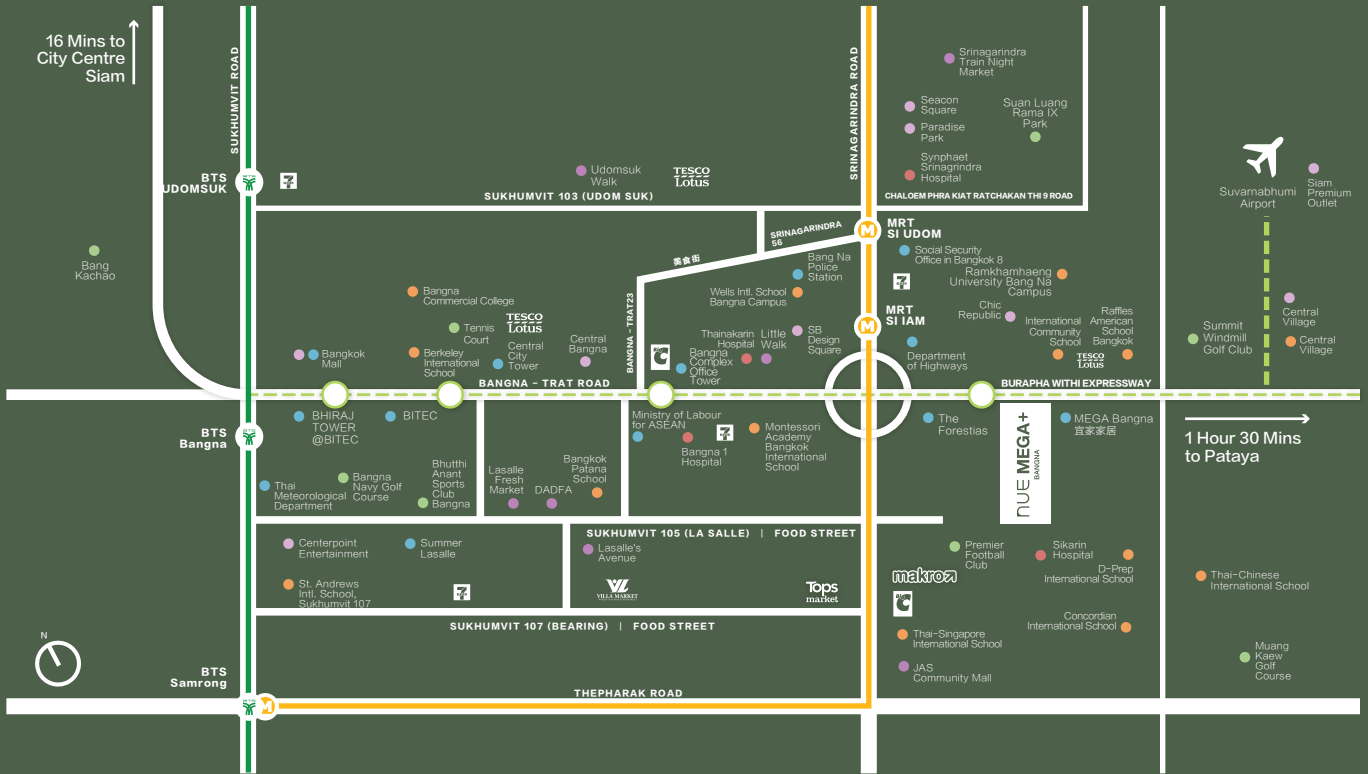 16 Mins to
City Centre
Siam
SUKHUMVIT ROAD
BTS
UDOMSUK
BTS
7
Udomsuk
Walk
TESCO
Lotus
SUKHUMVIT 103 (UDOM SUK)
SRINAGARINDRA ROAD
Srinagarindra
Train Night
Market
Seacon
Square
Paradise
Park
Suan Luang
Rama IX
Park
Synphaet
Srinagrindra
Hospital
CHALOEM PHRA KIAT RATCHAKAN THI 9 ROAD
Suvarnabhumi
Airport
Siam
Premium
Outlet
Bang
Kachao
SRINAGARINDRA
56
美食街
M
MRT
SI UDOM
Bang Na
Police
Station
Social Security
Office in Bangkok 8
7
Ramkhamhaeng
University Bang Na
Campus
Bangna
Commercial College
Wells Intl. School
Bangna Campus
BANGNA – TRAT23
Chic
Republic
Central
Village
M
MRT
SI IAM
Tennis
Court
TESCO
Lotus
Central
City
Tower
Central
Bangna
Thainakarin
Hospital
Little
Walk
SB
Design
Square
International
Community
School
Raffles
American
School
Bangkok
TESCO
Lotus
Summit
Windmill
Golf Club
Central
Village
Bangkok
Mall
Berkeley
International
School
Big
C
Bangna
Complex
Office
Tower
Department
of Highways
BANGNA – TRAT ROAD
BURAPHA WITHI EXPRESSWAY
BTS
Bangna
BTS
BHIRAJ
TOWER
@BITEC
BITEC
Ministry of Labour
for ASEAN
Bangna 1
Hospital
7
Montessori
Academy
Bangkok
International
School
The
Forestias
nUE MEGA+
BANGNA
MEGA Bangna
宜家家居
1 Hour 30 Mins
to Pataya
Thai
Meteorological
Department
Bangna
Navy Golf
Course
Bhutthi
Anant
Sports
Club
Bangna
Lasalle
Fresh
Market
DADFA
Bangkok
Patana
School
SUKHUMVIT 105 (LA SALLE) | FOOD STREET
Centerpoint
Entertainment
Summer
Lasalle
Lasalle's
Avenue
Premier
Football
Club
Sikarin
Hospital
D-Prep
International School
St. Andrews
Intl. School,
Sukhumvit 107
7
VILLA MARKET
Tops
market
makro
Big
C
Thai-Chinese
International School
SUKHUMVIT 107 (BEARING) | FOOD STREET
Concordian
International School
Thai-Singapore
International School
JAS
Community Mall
Muang
Kaew
Golf
Course
N
BTS
Samrong
BTS
M
THEPHARAK ROAD